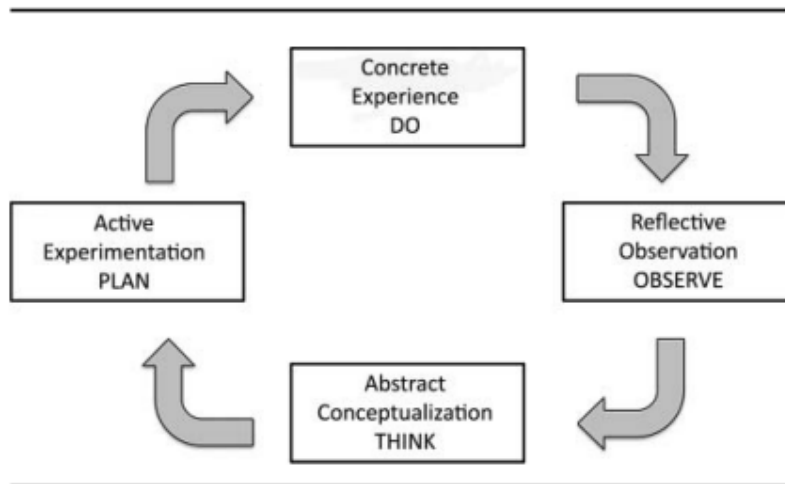 Concrete
Experience
DO
Active
Experimentation
PLAN
Reflective
Observation
OBSERVE
Abstract
Conceptualization
THINK